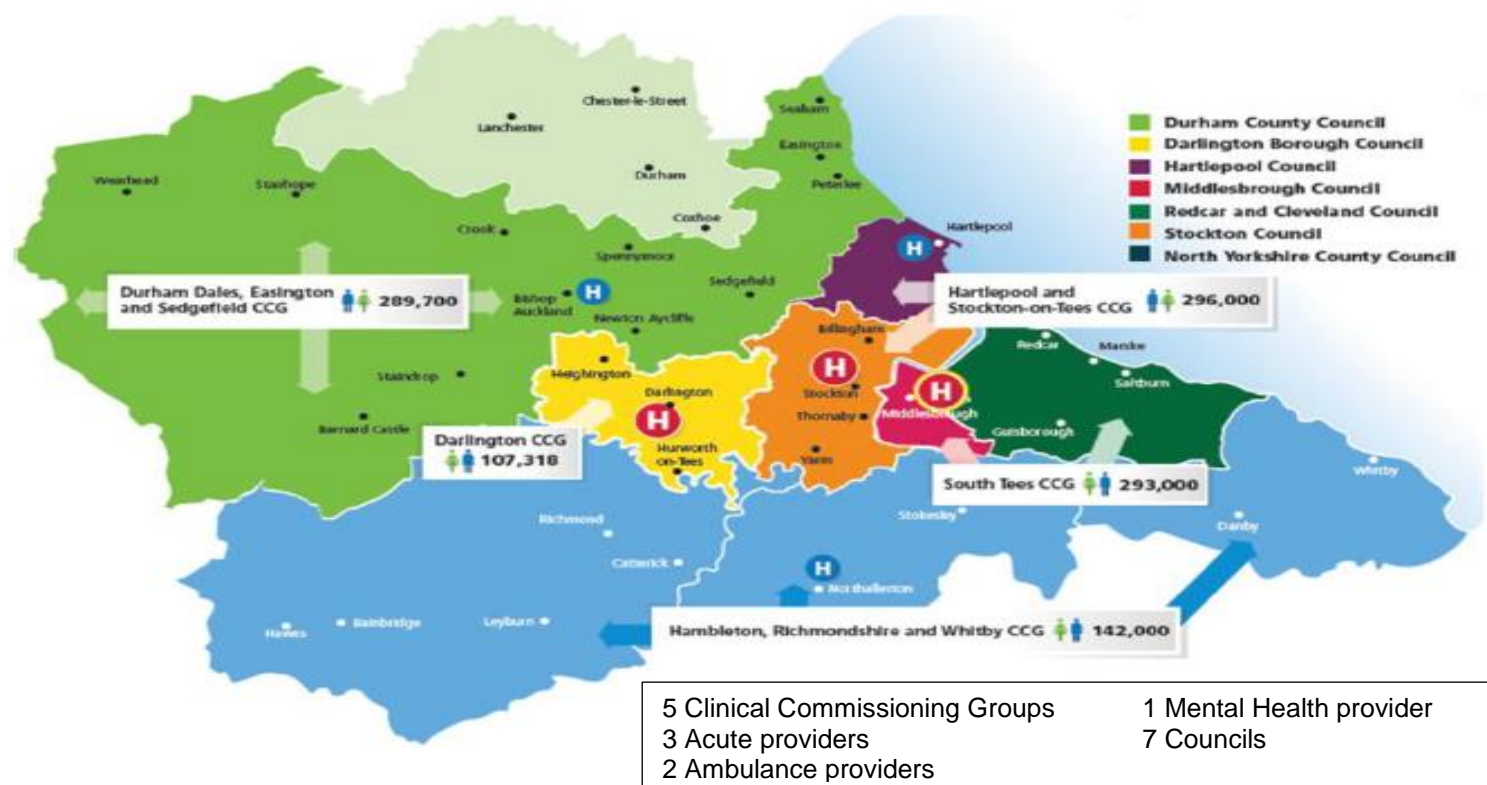 Chester-le-Street
Lanchester
Durham
Coxhoe
Seaham
Easington
Peterlee
Wearhead
Stanhope
Crook
Spennymoor
Sedgefield
Bishop
Auckland
H
Newton Aycliffe
Staindrop
Barnard Castle
Durham Dales, Easington
and Sedgefield CCG 289,700
Durham County Council
Darlington Borough Council
Hartlepool Council
Middlesbrough Council
Redcar and Cleveland Council
Stockton Council
North Yorkshire County Council
H
Hartlepool
Hartlepool and
Stockton-on-Tees CCG 296,000
Billingham
H
Stockton
Thornaby
Yarm
Redcar
Marske
Saltburn
H
Middlesbrough
Guisborough
Heighington
Darlington
H
Hurworth
on-Tees
Darlington CCG
107,318
South Tees CCG 293,000
Whitby
Danby
Stokesley
Richmond
Catterick
H
Northallerton
Hawes
Bainbridge
Leyburn
Hambleton, Richmondshire and Whitby CCG 142,000
5 Clinical Commissioning Groups 1 Mental Health provider
3 Acute providers 7 Councils
2 Ambulance providers